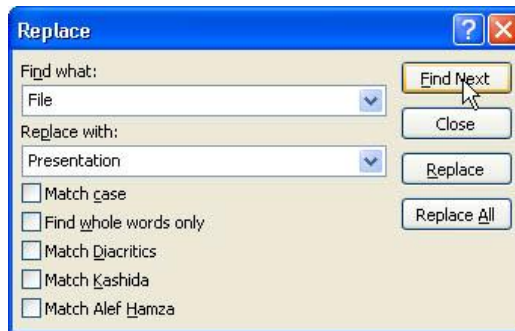 Replace
Find what:
File
Replace with:
Presentation
Match case
Find whole words only
Match Diacritics
Match Kashida
Match Alef Hamza
Find Next
Close
Replace
Replace All